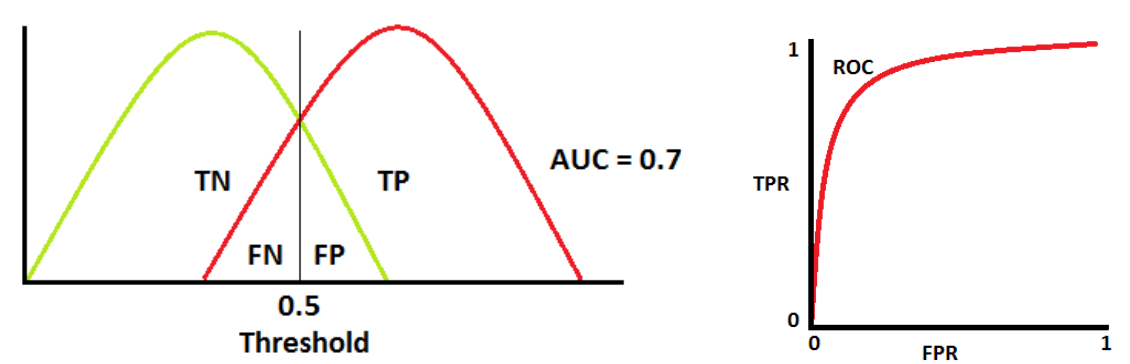 TN
TP
FN
FP
AUC = 0.7
0.5
Threshold
1
ROC
TPR
0
0
1
FPR